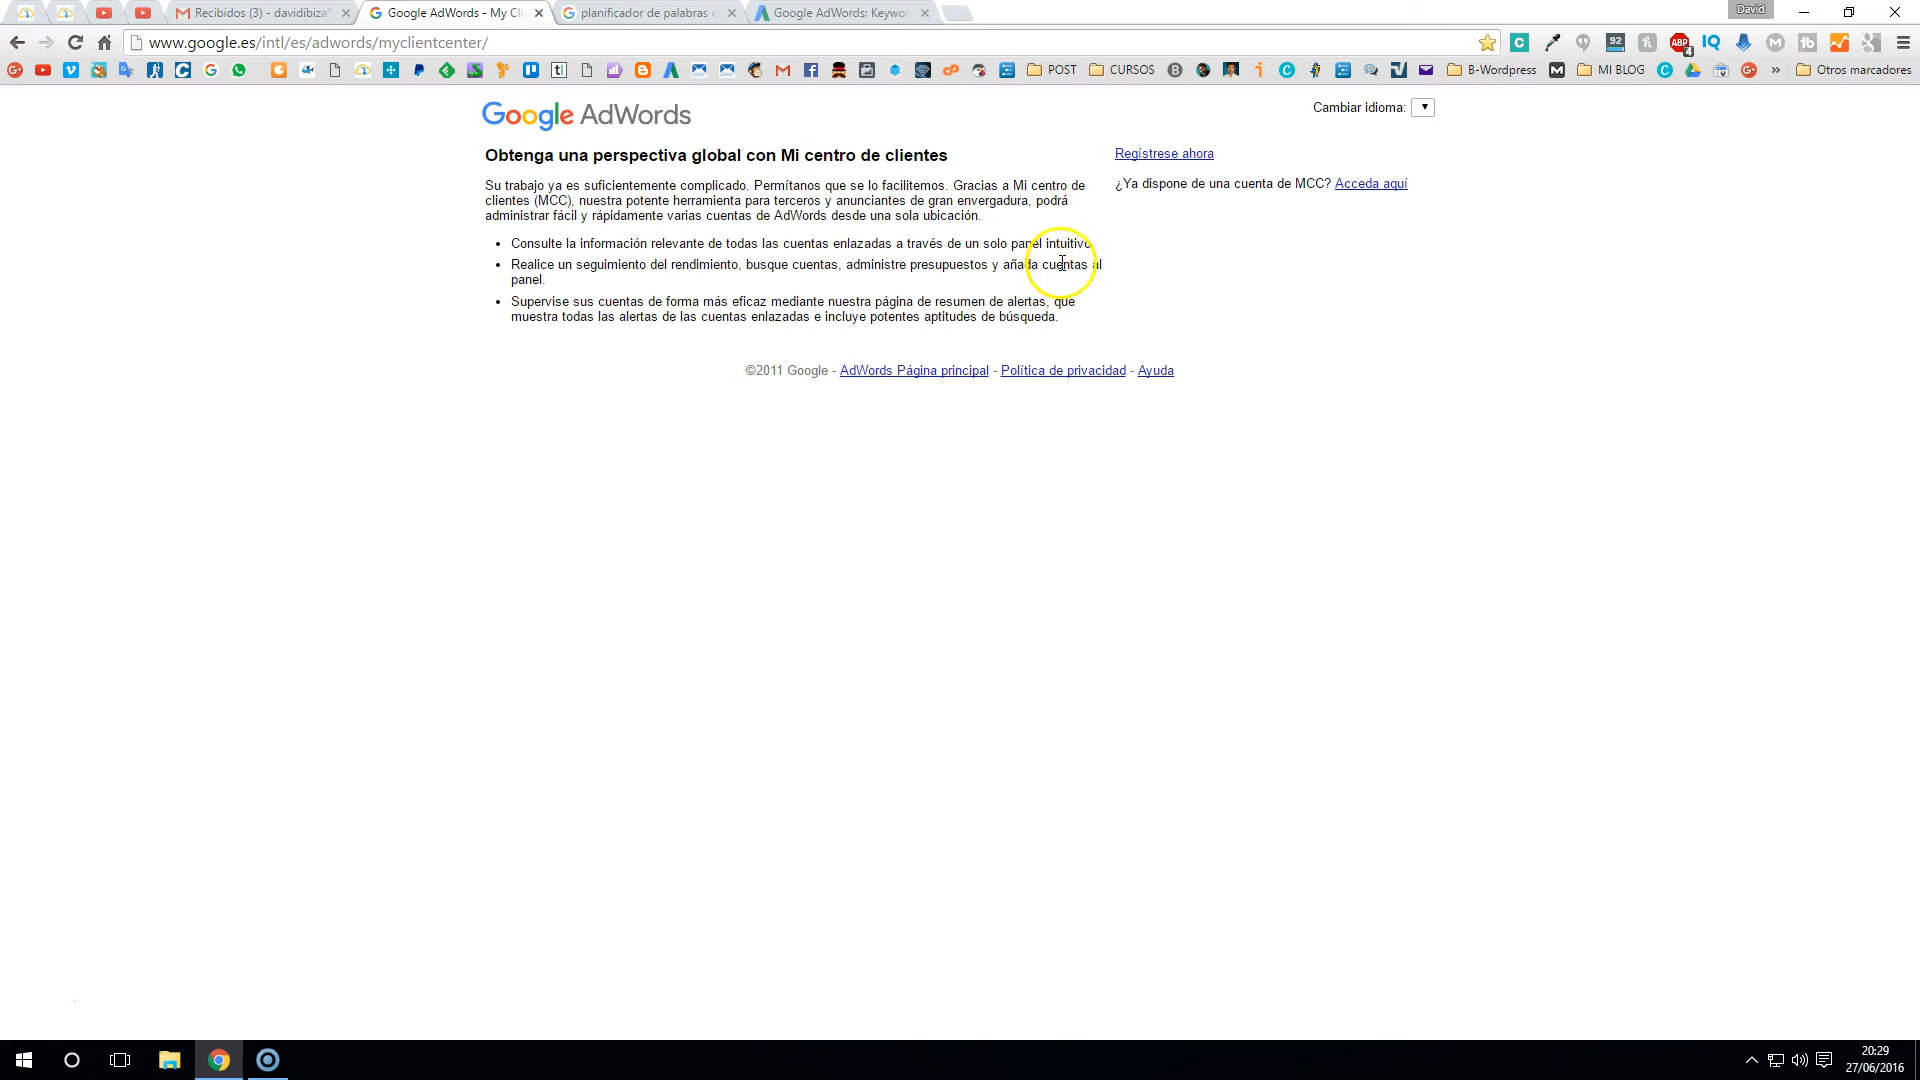 Recibidos (3) - davidibiza
Google AdWords - My Cli
planificador de palabras c
Google AdWords: Keywor
David
www.google.es/intl/es/adwords/myclientcenter/
92
ABP
4
IQ
POST
CURSOS
B-Wordpress
MI BLOG
Otros marcadores
Google AdWords
Cambiar idioma:
Obtenga una perspectiva global con Mi centro de clientes
Regístrese ahora
Su trabajo ya es suficientemente complicado. Permítanos que se lo facilitemos. Gracias a Mi centro de
clientes (MCC), nuestra potente herramienta para terceros y anunciantes de gran envergadura, podrá
administrar fácil y rápidamente varias cuentas de AdWords desde una sola ubicación.
¿Ya dispone de una cuenta de MCC? Acceda aquí
• Consulte la información relevante de todas las cuentas enlazadas a través de un solo panel intuitivo.
• Realice un seguimiento del rendimiento, busque cuentas, administre presupuestos y añada cuentas al
panel.
• Supervise sus cuentas de forma más eficaz mediante nuestra página de resumen de alertas, que
muestra todas las alertas de las cuentas enlazadas e incluye potentes aptitudes de búsqueda.
©2011 Google - AdWords Página principal - Política de privacidad - Ayuda
20:29
27/06/2016